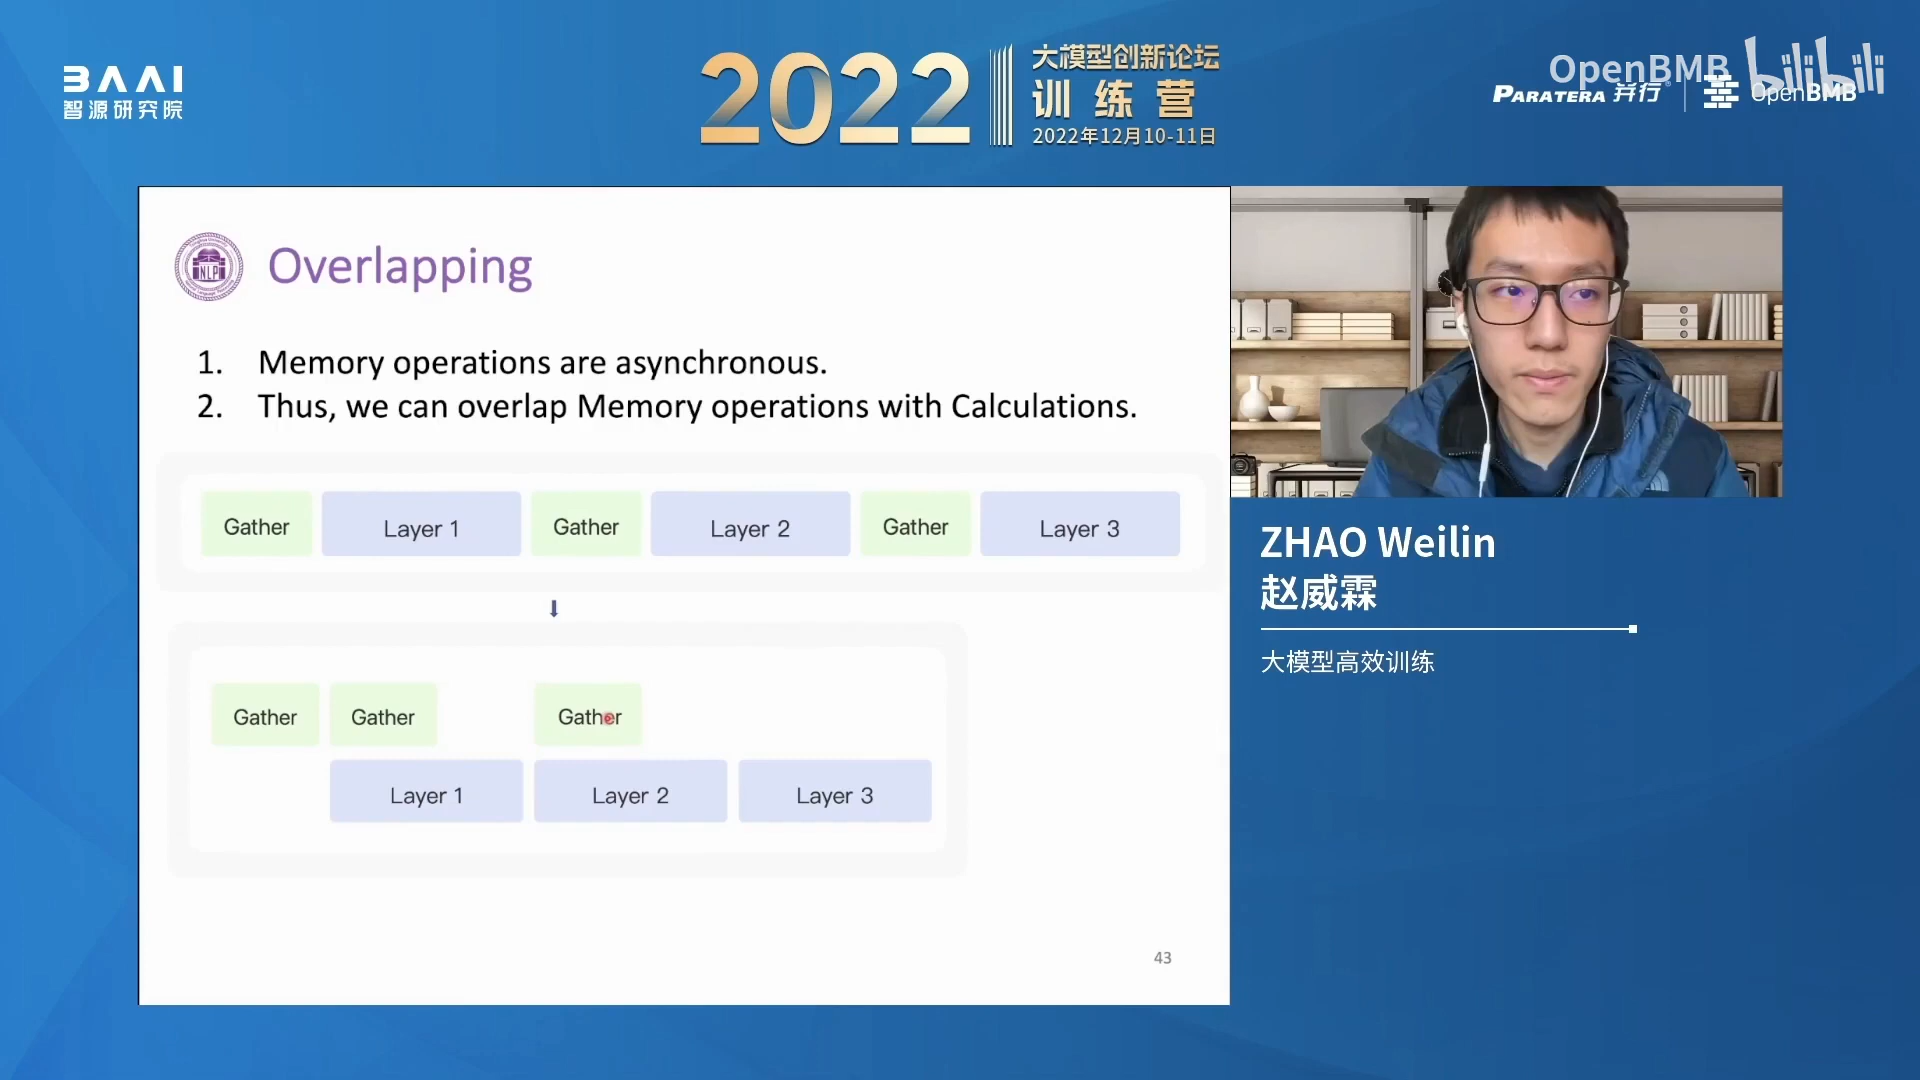 BAAI
智源研究院
2022
大模型创新论坛
训练营
2022年12月10-11日
OpenBMB
bilibili
PARATERA 并行
OpenBMB
NLP
Overlapping
1. Memory operations are asynchronous.
2. Thus, we can overlap Memory operations with Calculations.
Gather Layer 1 Gather Layer 2 Gather Layer 3
Gather Gather Gather
Layer 1 Layer 2 Layer 3
43
ZHAO Weilin
赵威霖
大模型高效训练